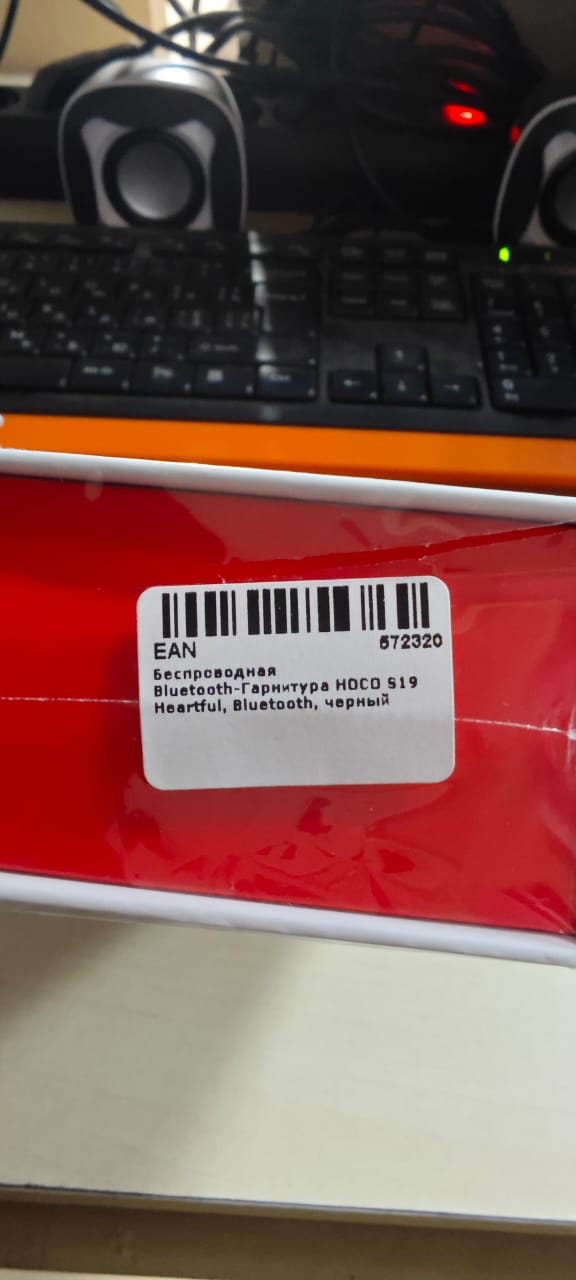 EAN
572320
Беспроводная
Bluetooth-Гарнитура HOCO S19
Heartful, Bluetooth, черный